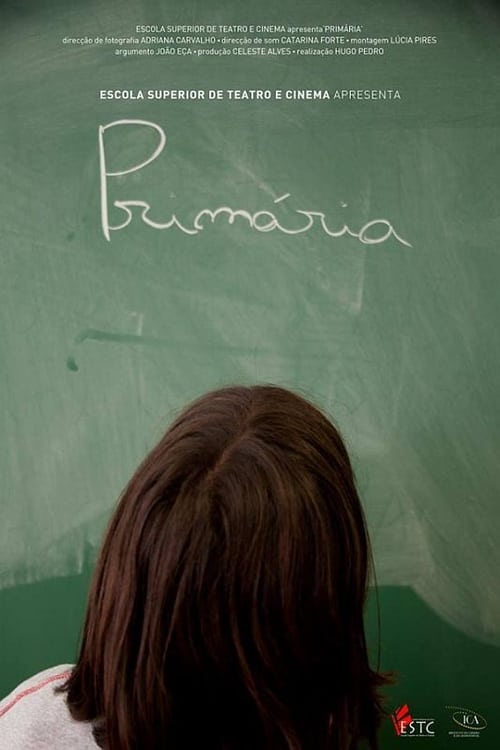 ESCOLA SUPERIOR DE TEATRO E CINEMA apresenta 'PRIMÁRIA'
direcção de fotografia ADRIANA CARVALHO • direcção de som CATARINA FORTE • montagem LÚCIA PIRES
argumento JOÃO EÇA • produção CELESTE ALVES • realização HUGO PEDRO
ESCOLA SUPERIOR DE TEATRO E CINEMA APRESENTA
Primária
ESTC
ICA